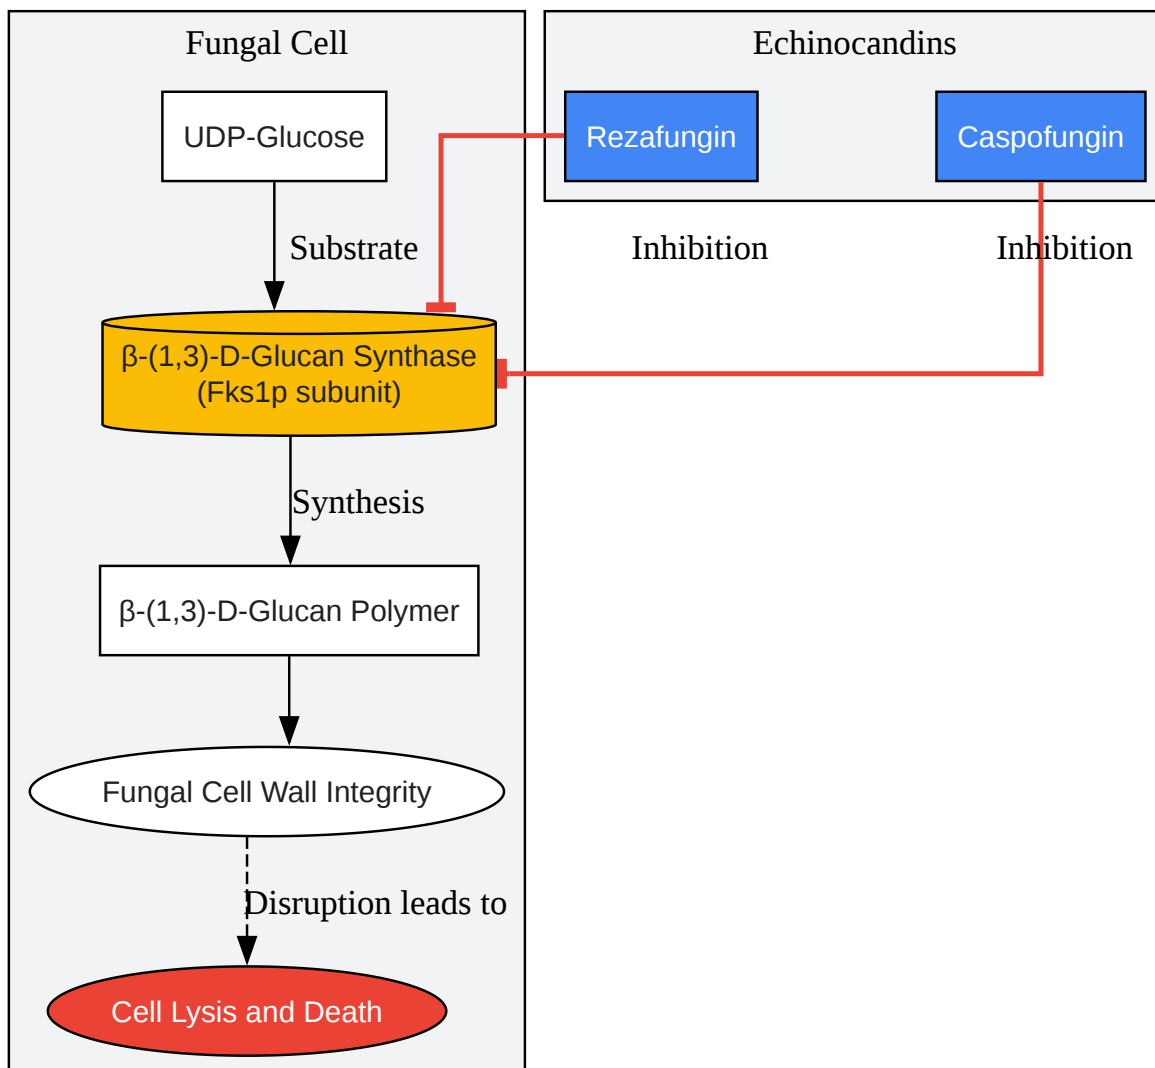 Fungal Cell
Echinocandins
UDP-Glucose
Rezafungin
Caspofungin
Substrate
Inhibition
Inhibition
β-(1,3)-D-Glucan Synthase
(Fks1p subunit)
Synthesis
β-(1,3)-D-Glucan Polymer
Fungal Cell Wall Integrity
Disruption leads to
Cell Lysis and Death